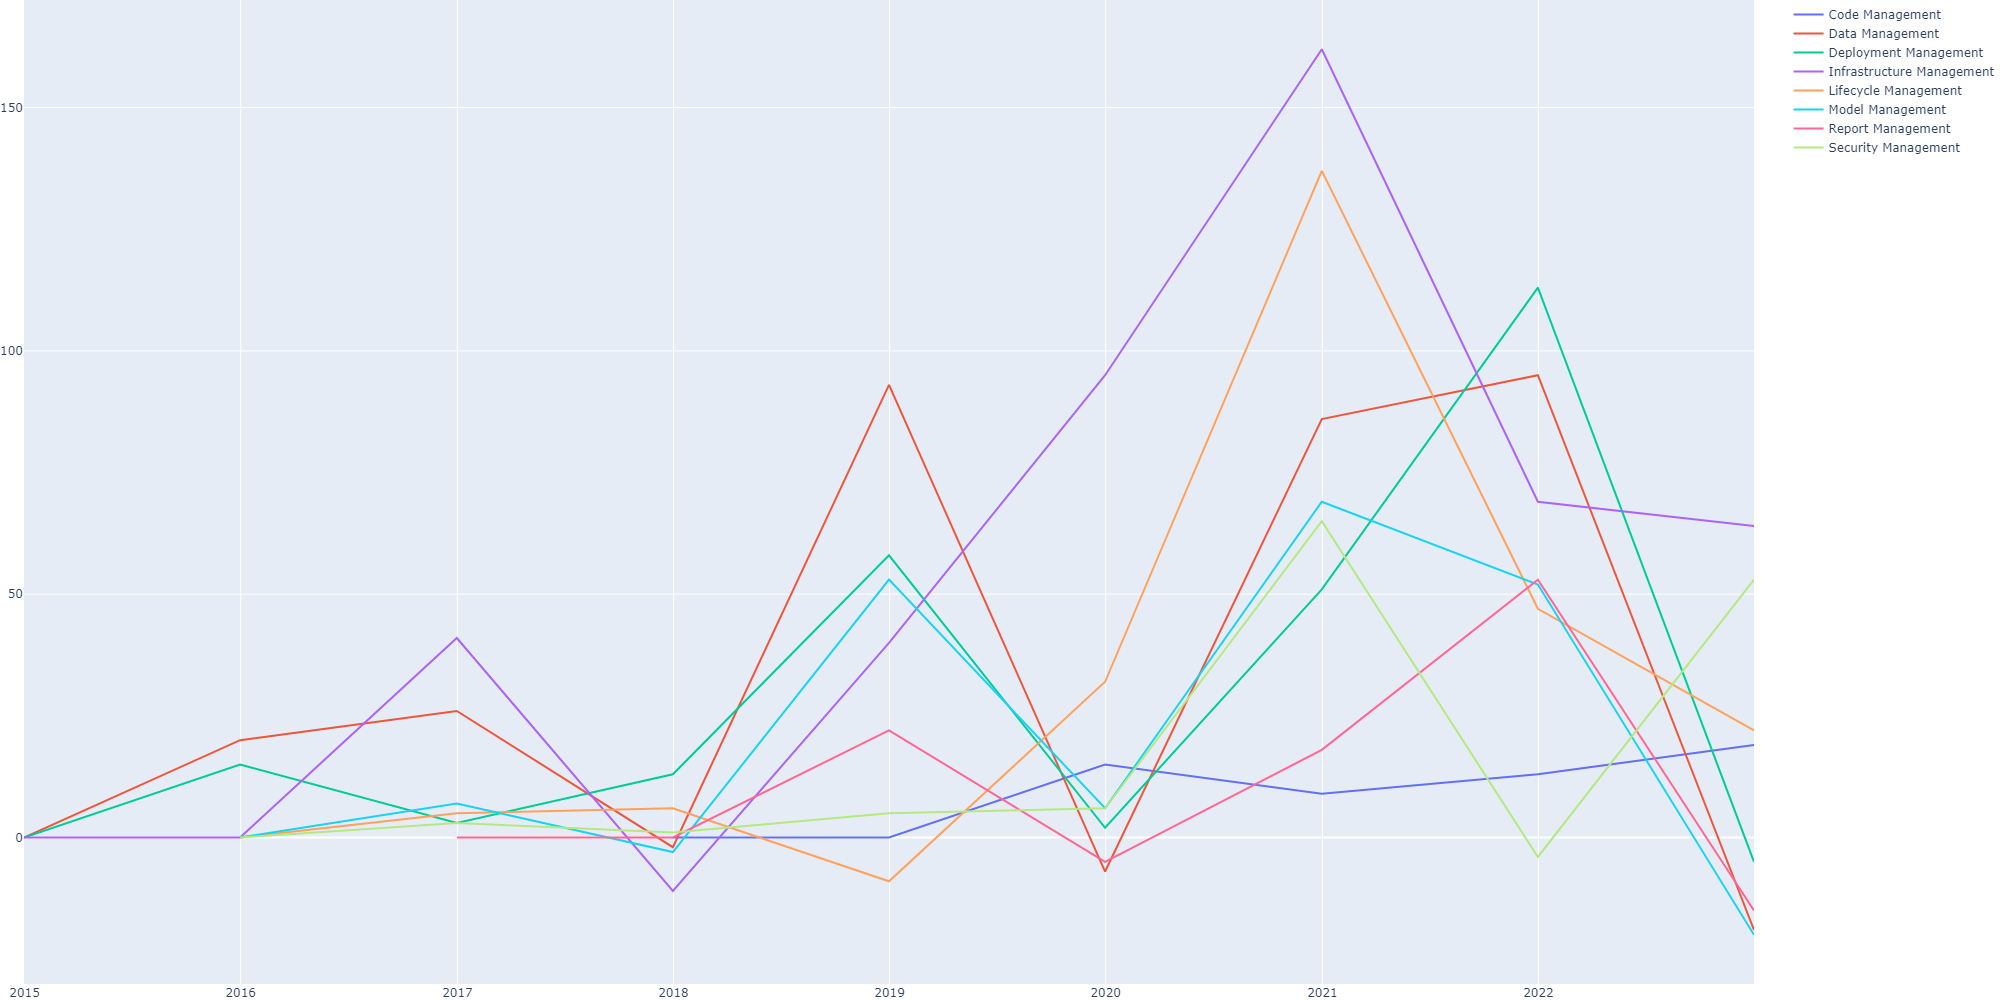 Code Management
Data Management
Deployment Management
Infrastructure Management
Lifecycle Management
Model Management
Report Management
Security Management
150
100
50
0
2015 2016 2017 2018 2019 2020 2021 2022